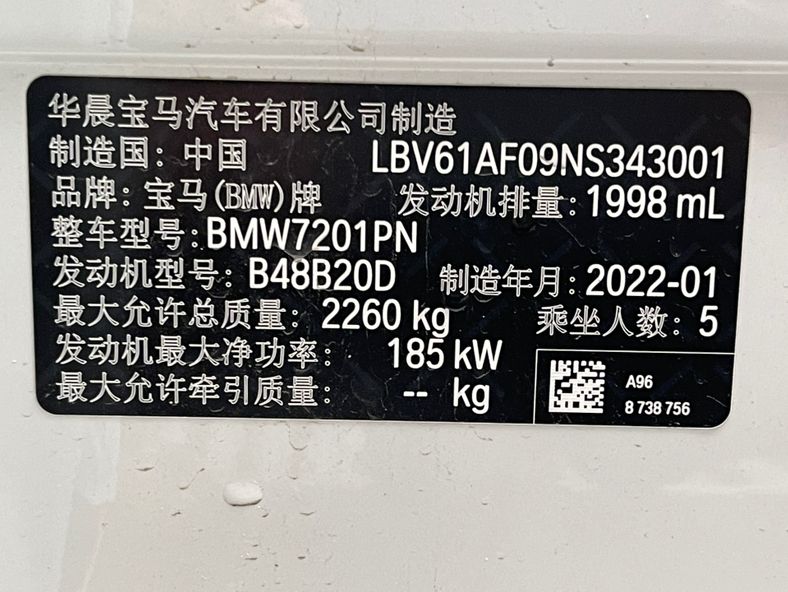 华晨宝马汽车有限公司制造
制造国：中国 LBV61AF09NS343001
品牌：宝马(BMW)牌 发动机排量：1998 mL
整车型号：BMW7201PN
发动机型号：B48B20D 制造年月：2022-01
最大允许总质量：2260 kg 乘坐人数：5
发动机最大净功率：185 kW
最大允许牵引质量：-- kg
A96
8 738 756